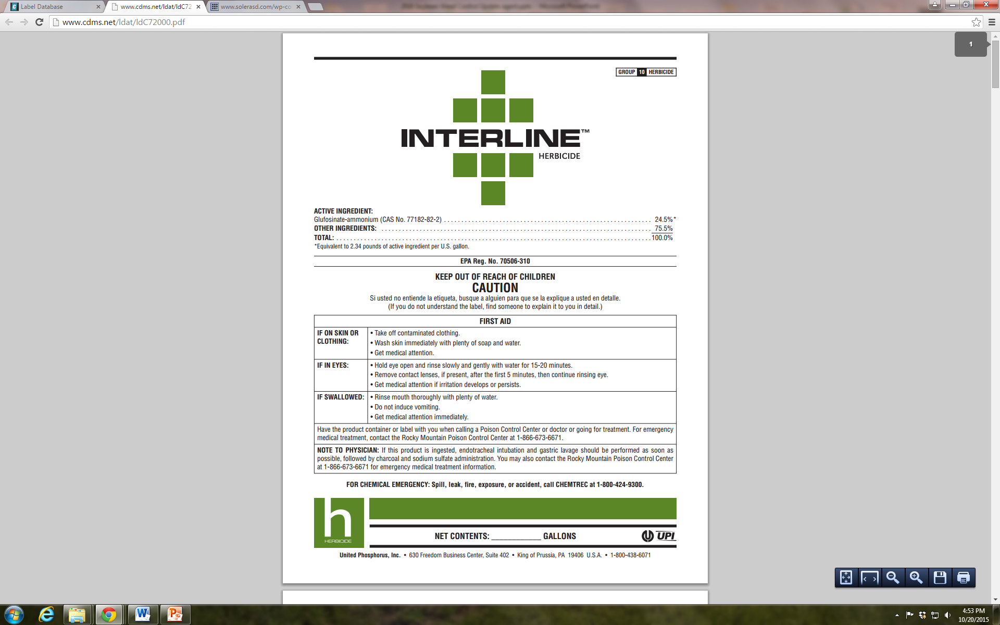 Label Database
www.cdms.net/ldat/ldC72
www.solerasd.com/wp-co
www.cdms.net/ldat/ldC72000.pdf
1
GROUP 10 HERBICIDE
INTERLINE™
HERBICIDE
ACTIVE INGREDIENT:
Glufosinate-ammonium (CAS No. 77182-82-2) . . . . . . . . . . . . . . . . . . . . . . . . . . . . . . 24.5%*
OTHER INGREDIENTS: . . . . . . . . . . . . . . . . . . . . . . . . . . . . . . 75.5%
TOTAL: . . . . . . . . . . . . . . . . . . . . . . . . . . . . . . 100.0%
*Equivalent to 2.34 pounds of active ingredient per U.S. gallon.
EPA Reg. No. 70506-310
KEEP OUT OF REACH OF CHILDREN
CAUTION
Si usted no entiende la etiqueta, busque a alguien para que se la explique a usted en detalle.
(If you do not understand the label, find someone to explain it to you in detail.)
FIRST AID
IF ON SKIN OR CLOTHING:
• Take off contaminated clothing.
• Wash skin immediately with plenty of soap and water.
• Get medical attention.
IF IN EYES:
• Hold eye open and rinse slowly and gently with water for 15-20 minutes.
• Remove contact lenses, if present, after the first 5 minutes, then continue rinsing eye.
• Get medical attention if irritation develops or persists.
IF SWALLOWED:
• Rinse mouth thoroughly with plenty of water.
• Do not induce vomiting.
• Get medical attention immediately.
Have the product container or label with you when calling a Poison Control Center or doctor or going for treatment. For emergency
medical treatment, contact the Rocky Mountain Poison Control Center at 1-866-673-6671.
NOTE TO PHYSICIAN: If this product is ingested, endotracheal intubation and gastric lavage should be performed as soon as
possible, followed by charcoal and sodium sulfate administration. You may also contact the Rocky Mountain Poison Control Center
at 1-866-673-6671 for emergency medical treatment information.
FOR CHEMICAL EMERGENCY: Spill, leak, fire, exposure, or accident, call CHEMTREC at 1-800-424-9300.
h
HERBICIDE
NET CONTENTS: ____________ GALLONS
UPI
United Phosphorus, Inc. • 630 Freedom Business Center, Suite 402 • King of Prussia, PA 19406 U.S.A. • 1-800-438-6071
4:53 PM
10/20/2015